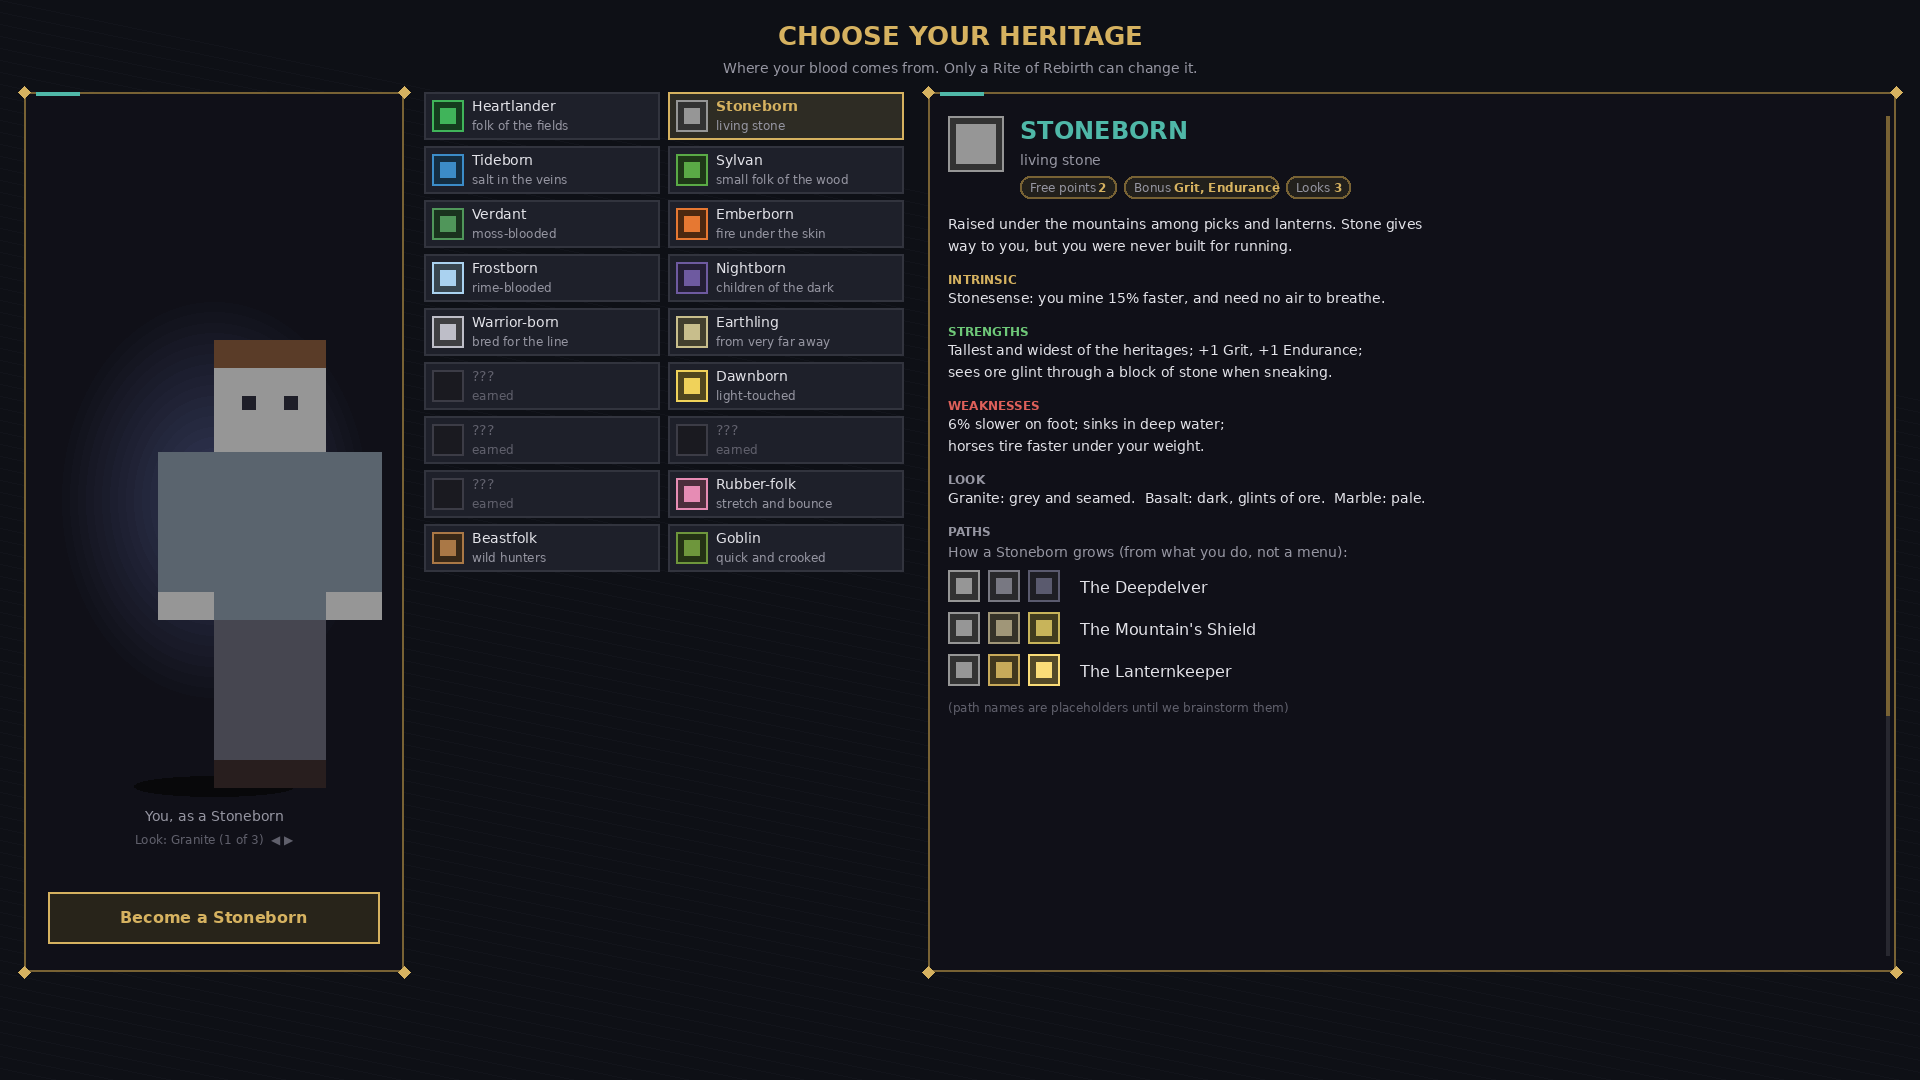 CHOOSE YOUR HERITAGE
Where your blood comes from. Only a Rite of Rebirth can change it.
You, as a Stoneborn
Look: Granite (1 of 3) ◀ ▶
Become a Stoneborn
Heartlander
folk of the fields
Stoneborn
living stone
Tideborn
salt in the veins
Sylvan
small folk of the wood
Verdant
moss-blooded
Emberborn
fire under the skin
Frostborn
rime-blooded
Nightborn
children of the dark
Warrior-born
bred for the line
Earthling
from very far away
???
earned
Dawnborn
light-touched
???
earned
???
earned
???
earned
Rubber-folk
stretch and bounce
Beastfolk
wild hunters
Goblin
quick and crooked
STONEBORN
living stone
Free points 2 Bonus Grit, Endurance Looks 3
Raised under the mountains among picks and lanterns. Stone gives
way to you, but you were never built for running.
INTRINSIC
Stonesense: you mine 15% faster, and need no air to breathe.
STRENGTHS
Tallest and widest of the heritages; +1 Grit, +1 Endurance;
sees ore glint through a block of stone when sneaking.
WEAKNESSES
6% slower on foot; sinks in deep water;
horses tire faster under your weight.
LOOK
Granite: grey and seamed.  Basalt: dark, glints of ore.  Marble: pale.
PATHS
How a Stoneborn grows (from what you do, not a menu):
The Deepdelver
The Mountain's Shield
The Lanternkeeper
(path names are placeholders until we brainstorm them)